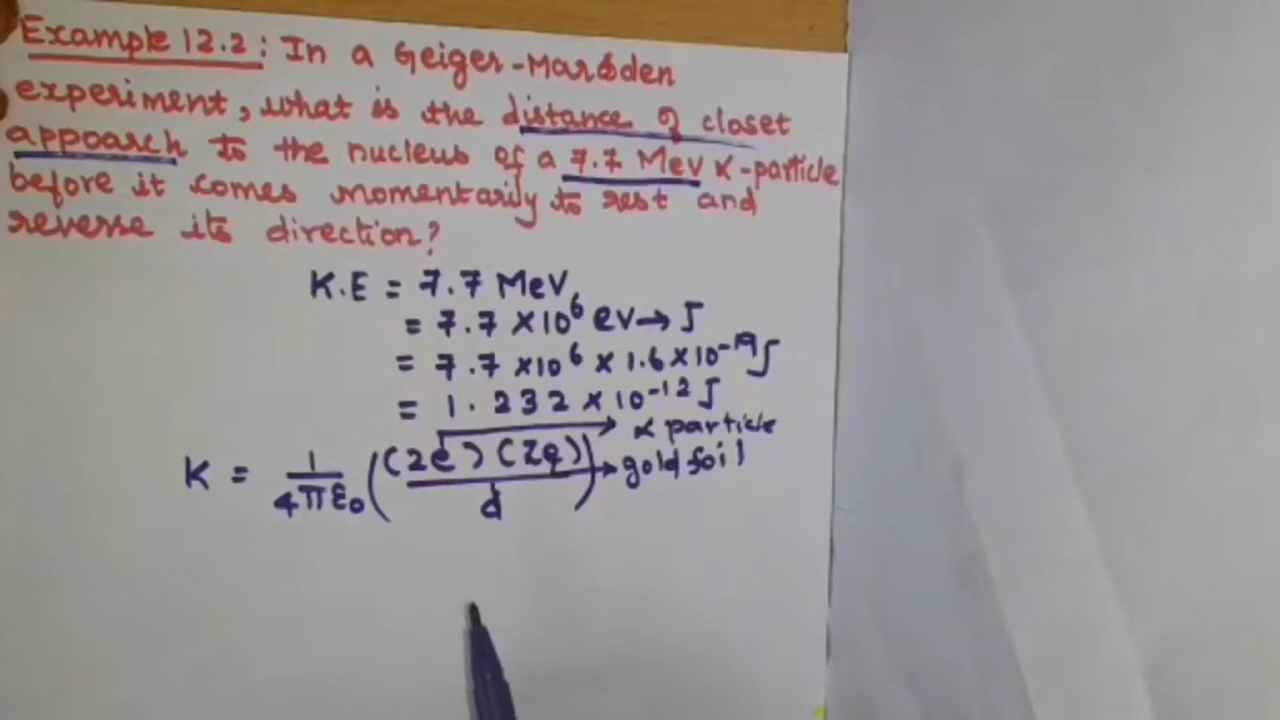 Example 12.2: In a Geiger-Marsden
experiment, what is the distance of closet
appoarch to the nucleus of a 7.7 MeV α-particle
before it comes momentarily to rest and
reverse its direction?
K.E = 7.7 MeV
= 7.7 × 10⁶ eV → J
= 7.7 × 10⁶ × 1.6 × 10⁻¹⁹ J
= 1.232 × 10⁻¹² J
→ α particle
K = 1/4πε₀ ((2e)(Zq)/d) → gold foil